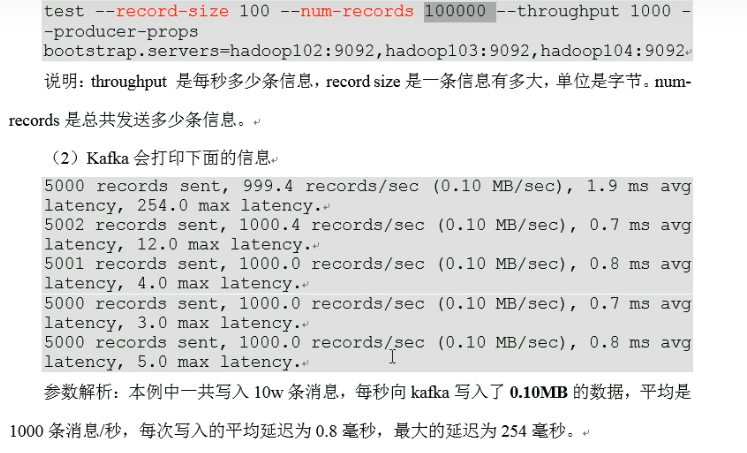 test --record-size 100 --num-records 100000 --throughput 1000 -
-producer-props
bootstrap.servers=hadoop102:9092,hadoop103:9092,hadoop104:9092
说明：throughput 是每秒多少条信息，record size 是一条信息有多大，单位是字节。num-
records 是总共发送多少条信息。
（2）Kafka 会打印下面的信息
5000 records sent, 999.4 records/sec (0.10 MB/sec), 1.9 ms avg
latency, 254.0 max latency.
5002 records sent, 1000.4 records/sec (0.10 MB/sec), 0.7 ms avg
latency, 12.0 max latency.
5001 records sent, 1000.0 records/sec (0.10 MB/sec), 0.8 ms avg
latency, 4.0 max latency.
5000 records sent, 1000.0 records/sec (0.10 MB/sec), 0.7 ms avg
latency, 3.0 max latency.
5000 records sent, 1000.0 records/sec (0.10 MB/sec), 0.8 ms avg
latency, 5.0 max latency.
参数解析：本例中一共写入 10w 条消息，每秒向 kafka 写入了 0.10MB 的数据，平均是
1000 条消息/秒，每次写入的平均延迟为 0.8 毫秒，最大的延迟为 254 毫秒。